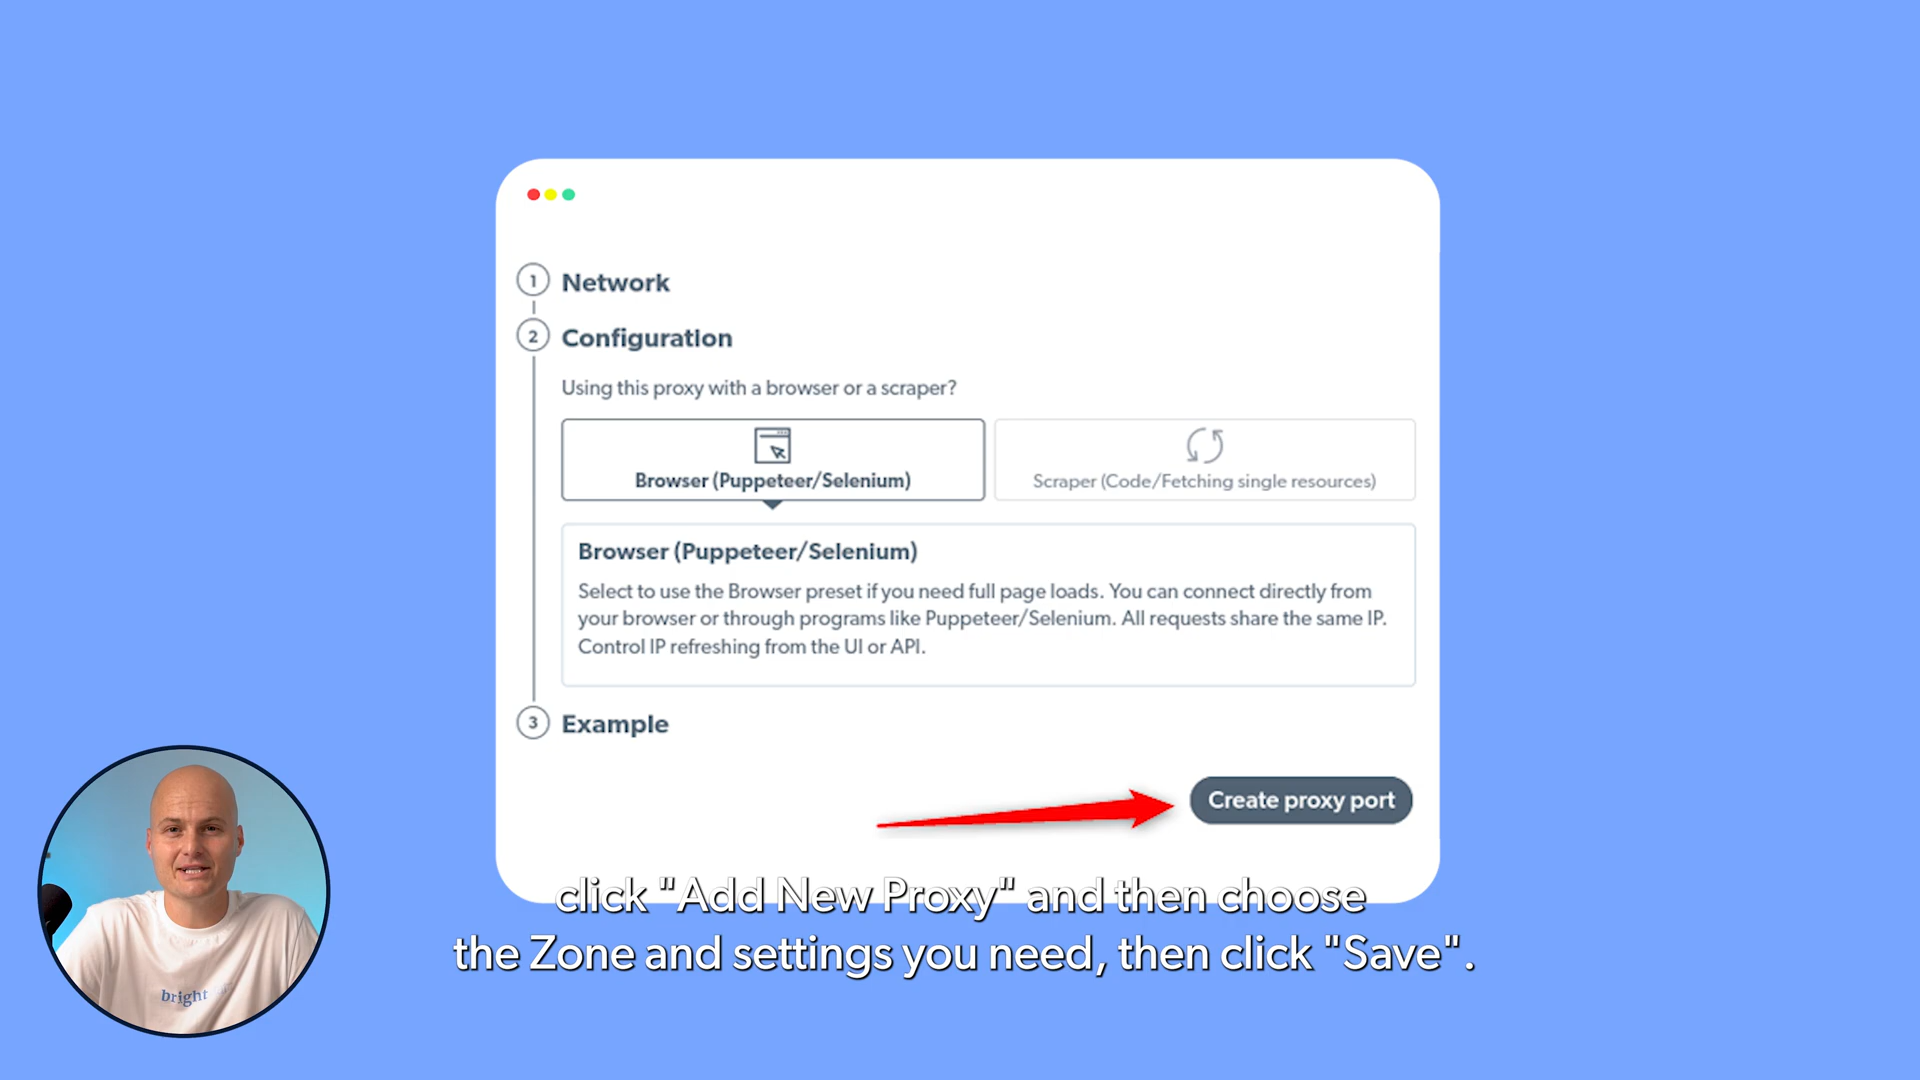 1 Network
2 Configuration
Using this proxy with a browser or a scraper?
Browser (Puppeteer/Selenium)
Scraper (Code/Fetching single resources)
Browser (Puppeteer/Selenium)
Select to use the Browser preset if you need full page loads. You can connect directly from
your browser or through programs like Puppeteer/Selenium. All requests share the same IP.
Control IP refreshing from the UI or API.
3 Example
Create proxy port
click "Add New Proxy" and then choose
the Zone and settings you need, then click "Save".
bright